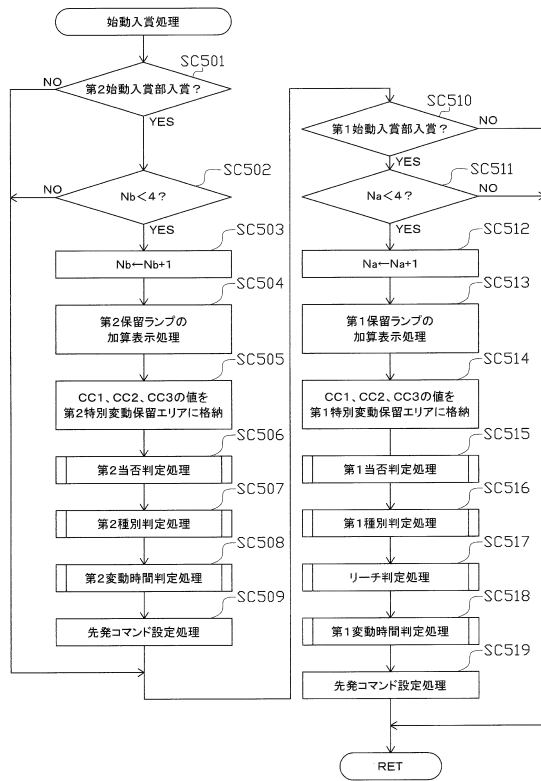 始動入賞処理
SC501
第2始動入賞部入賞?
NO
YES
SC502
Nb<4?
NO
YES
SC503
Nb←Nb+1
SC504
第2保留ランプの
加算表示処理
SC505
CC1、CC2、CC3の値を
第2特別変動保留エリアに格納
SC506
第2当否判定処理
SC507
第2種別判定処理
SC508
第2変動時間判定処理
SC509
先発コマンド設定処理
SC510
第1始動入賞部入賞?
NO
YES
SC511
Na<4?
NO
YES
SC512
Na←Na+1
SC513
第1保留ランプの
加算表示処理
SC514
CC1、CC2、CC3の値を
第1特別変動保留エリアに格納
SC515
第1当否判定処理
SC516
第1種別判定処理
SC517
リーチ判定処理
SC518
第1変動時間判定処理
SC519
先発コマンド設定処理
RET